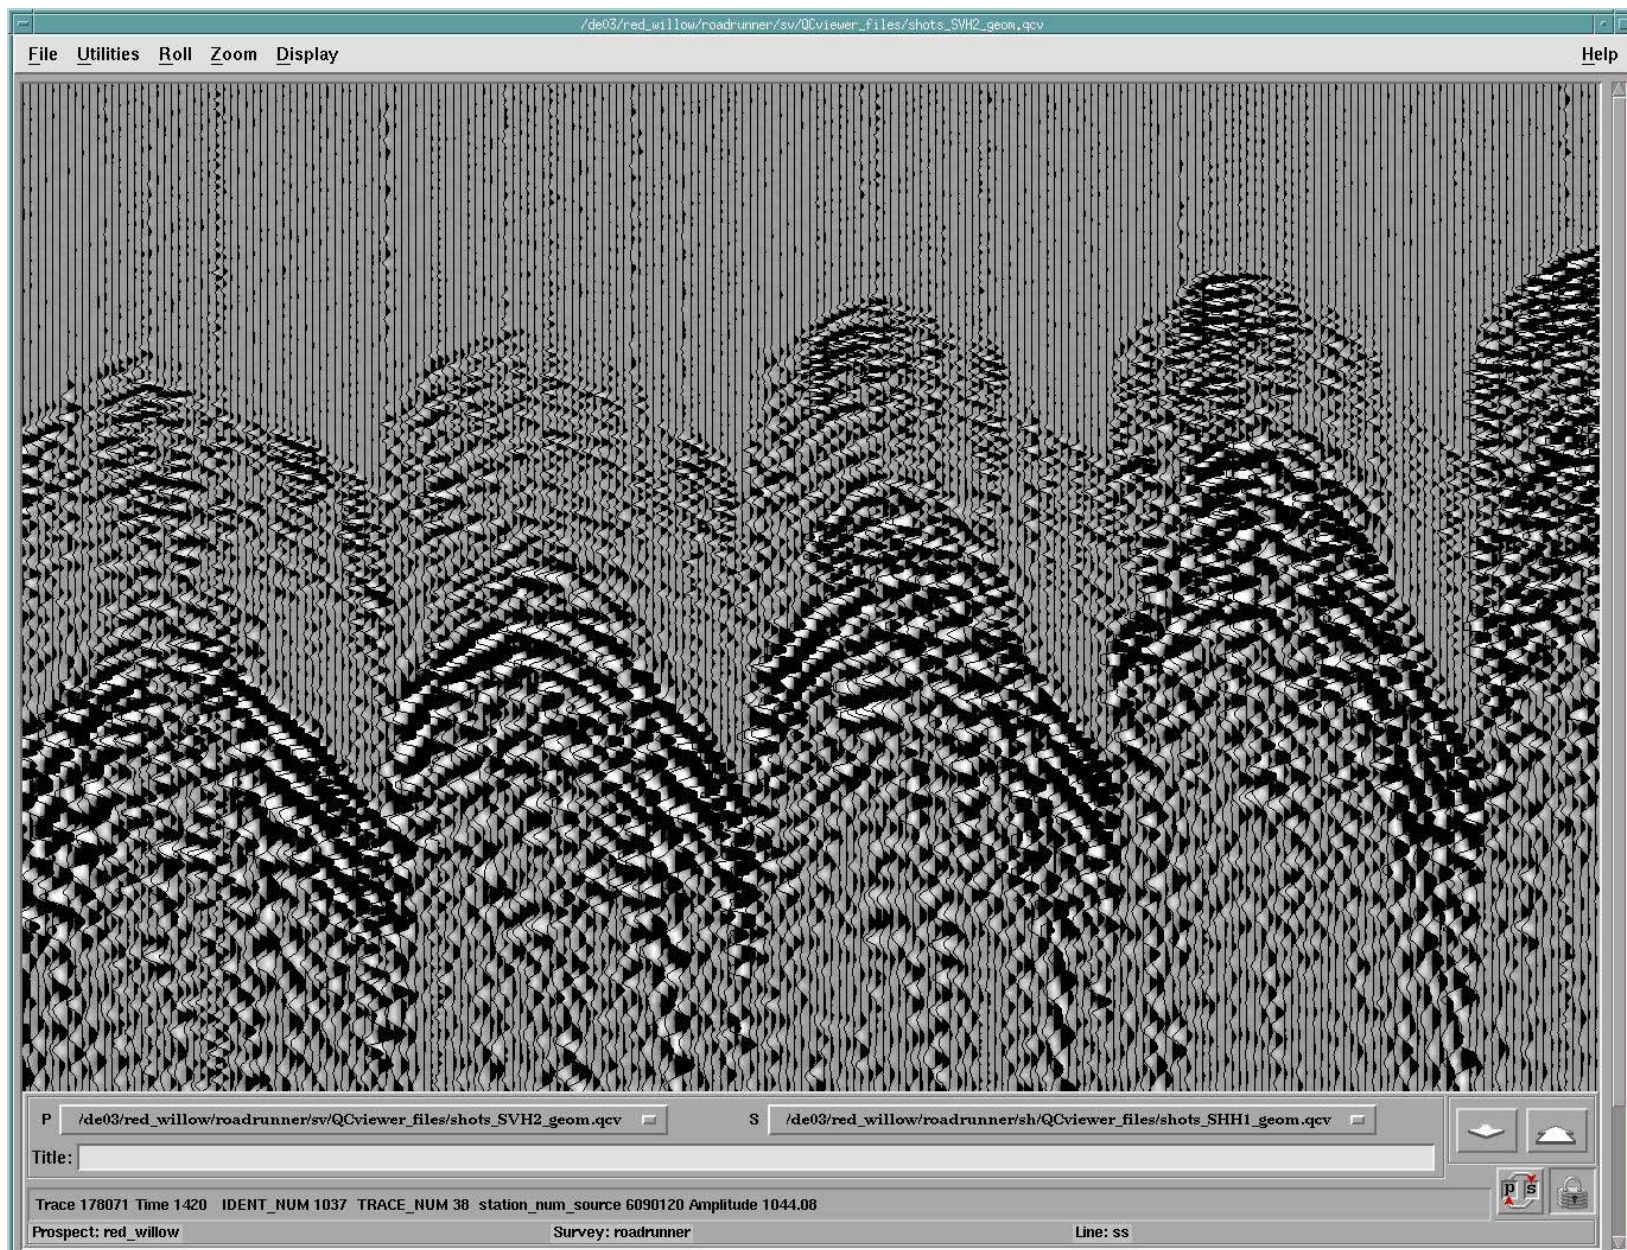 /de03/red_willow/roadrunner/sv/QCviewer_files/shots_SVH2_geom.qcv
File Utilities Roll Zoom Display Help
P /de03/red_willow/roadrunner/sv/QCviewer_files/shots_SVH2_geom.qcv S /de03/red_willow/roadrunner/sh/QCviewer_files/shots_SHH1_geom.qcv
Title:
p s
Trace 178071 Time 1420 IDENT_NUM 1037 TRACE_NUM 38 station_num_source 6090120 Amplitude 1044.08
Prospect: red_willow Survey: roadrunner Line: ss